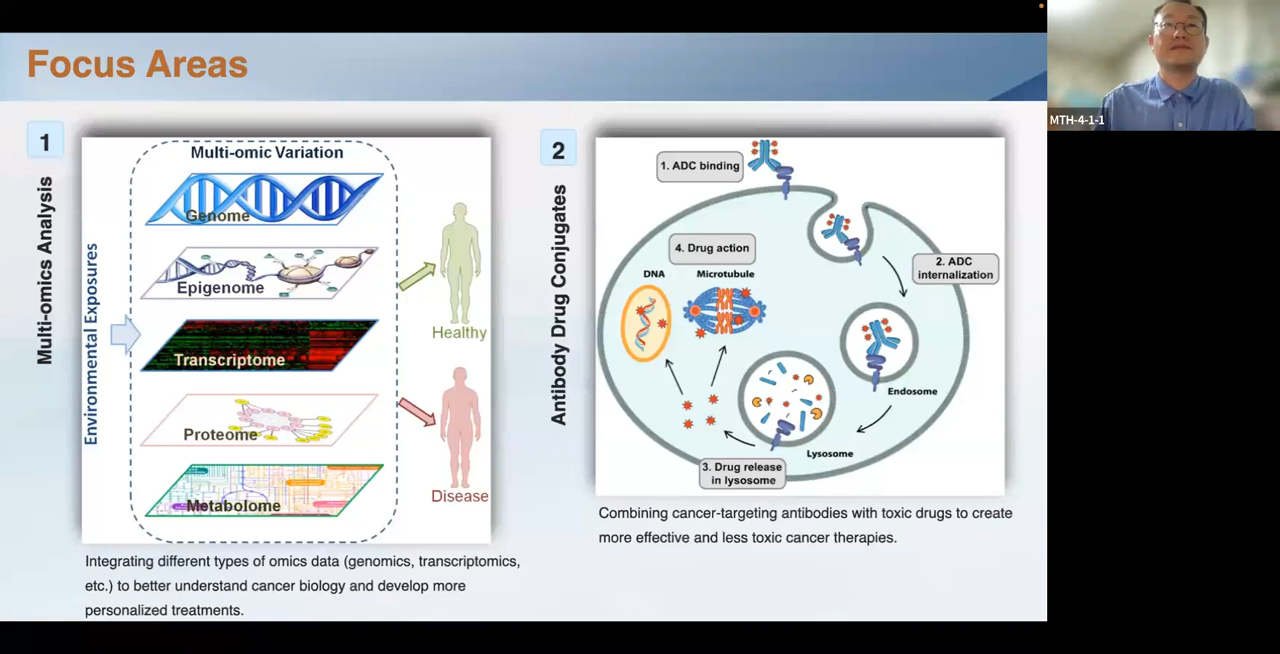 Focus Areas
1
Multi-omics Analysis
Environmental Exposures
Multi-omic Variation
Genome
Epigenome
Transcriptome
Proteome
Metabolome
Healthy
Disease
Integrating different types of omics data (genomics, transcriptomics,
etc.) to better understand cancer biology and develop more
personalized treatments.
2
Antibody Drug Conjugates
1. ADC binding
2. ADC
internalization
4. Drug action
DNA
Microtubule
Endosome
Lysosome
3. Drug release
in lysosome
Combining cancer-targeting antibodies with toxic drugs to create
more effective and less toxic cancer therapies.
MTH-4-1-1